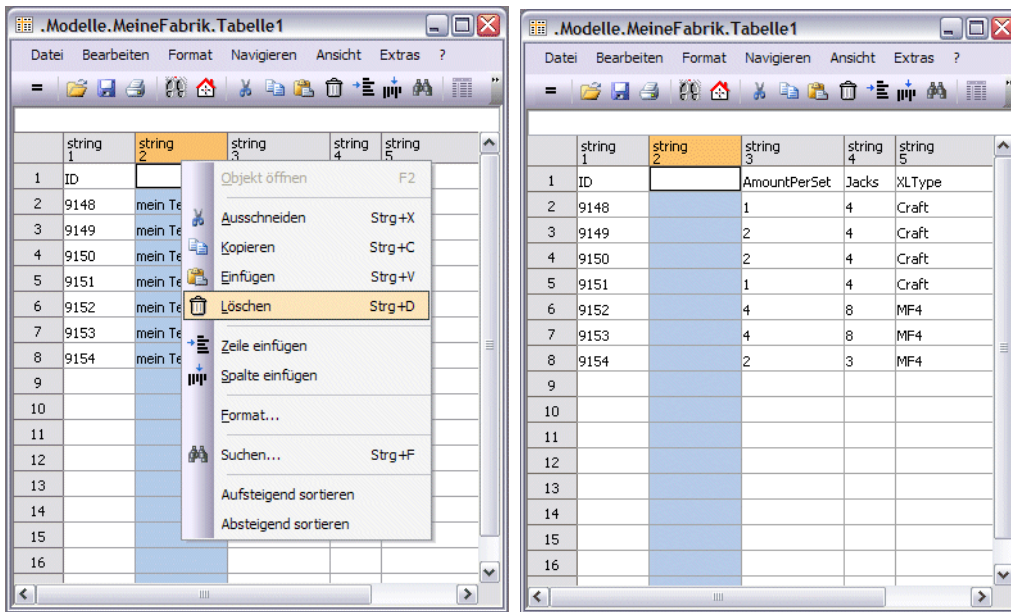 .Modelle.MeineFabrik.Tabelle1
Datei Bearbeiten Format Navigieren Ansicht Extras ?
=
string 1 string 2 string 3 string 4 string 5
1 ID
2 9148 mein Te
3 9149 mein Te
4 9150 mein Te
5 9151 mein Te
6 9152 mein Te
7 9153 mein Te
8 9154 mein Te
9
10
11
12
13
14
15
16
Objekt öffnen F2
Ausschneiden Strg+X
Kopieren Strg+C
Einfügen Strg+V
Löschen Strg+D
Zeile einfügen
Spalte einfügen
Format...
Suchen... Strg+F
Aufsteigend sortieren
Absteigend sortieren
.Modelle.MeineFabrik.Tabelle1
Datei Bearbeiten Format Navigieren Ansicht Extras ?
=
string 1 string 2 string 3 string 4 string 5
1 ID AmountPerSet Jacks XLType
2 9148 1 4 Craft
3 9149 2 4 Craft
4 9150 2 4 Craft
5 9151 1 4 Craft
6 9152 4 8 MF4
7 9153 4 8 MF4
8 9154 2 3 MF4
9
10
11
12
13
14
15
16